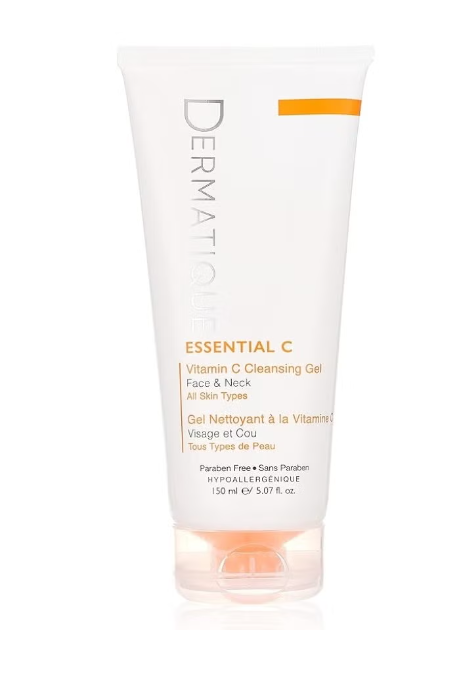 DERMATIQUE
ESSENTIAL C
Vitamin C Cleansing Gel
Face & Neck
All Skin Types
Gel Nettoyant à la Vitamine C
Visage et Cou
Tous Types de Peau
Paraben Free • Sans Paraben
HYPOALLERGÉNIQUE
150 ml ℮/ 5.07 fl. oz.